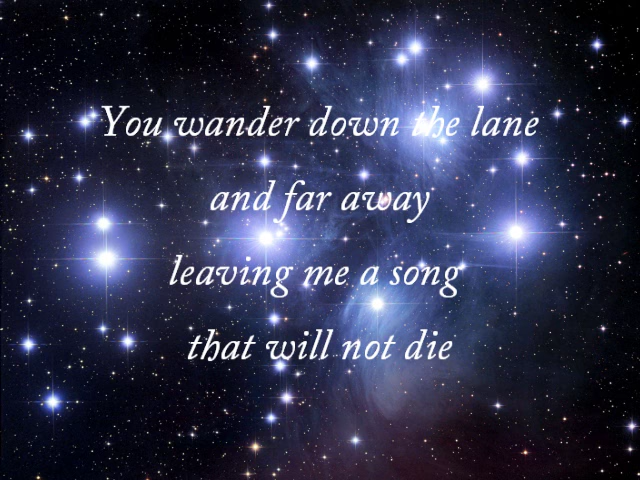 You wander down the lane
and far away
leaving me a song
that will not die